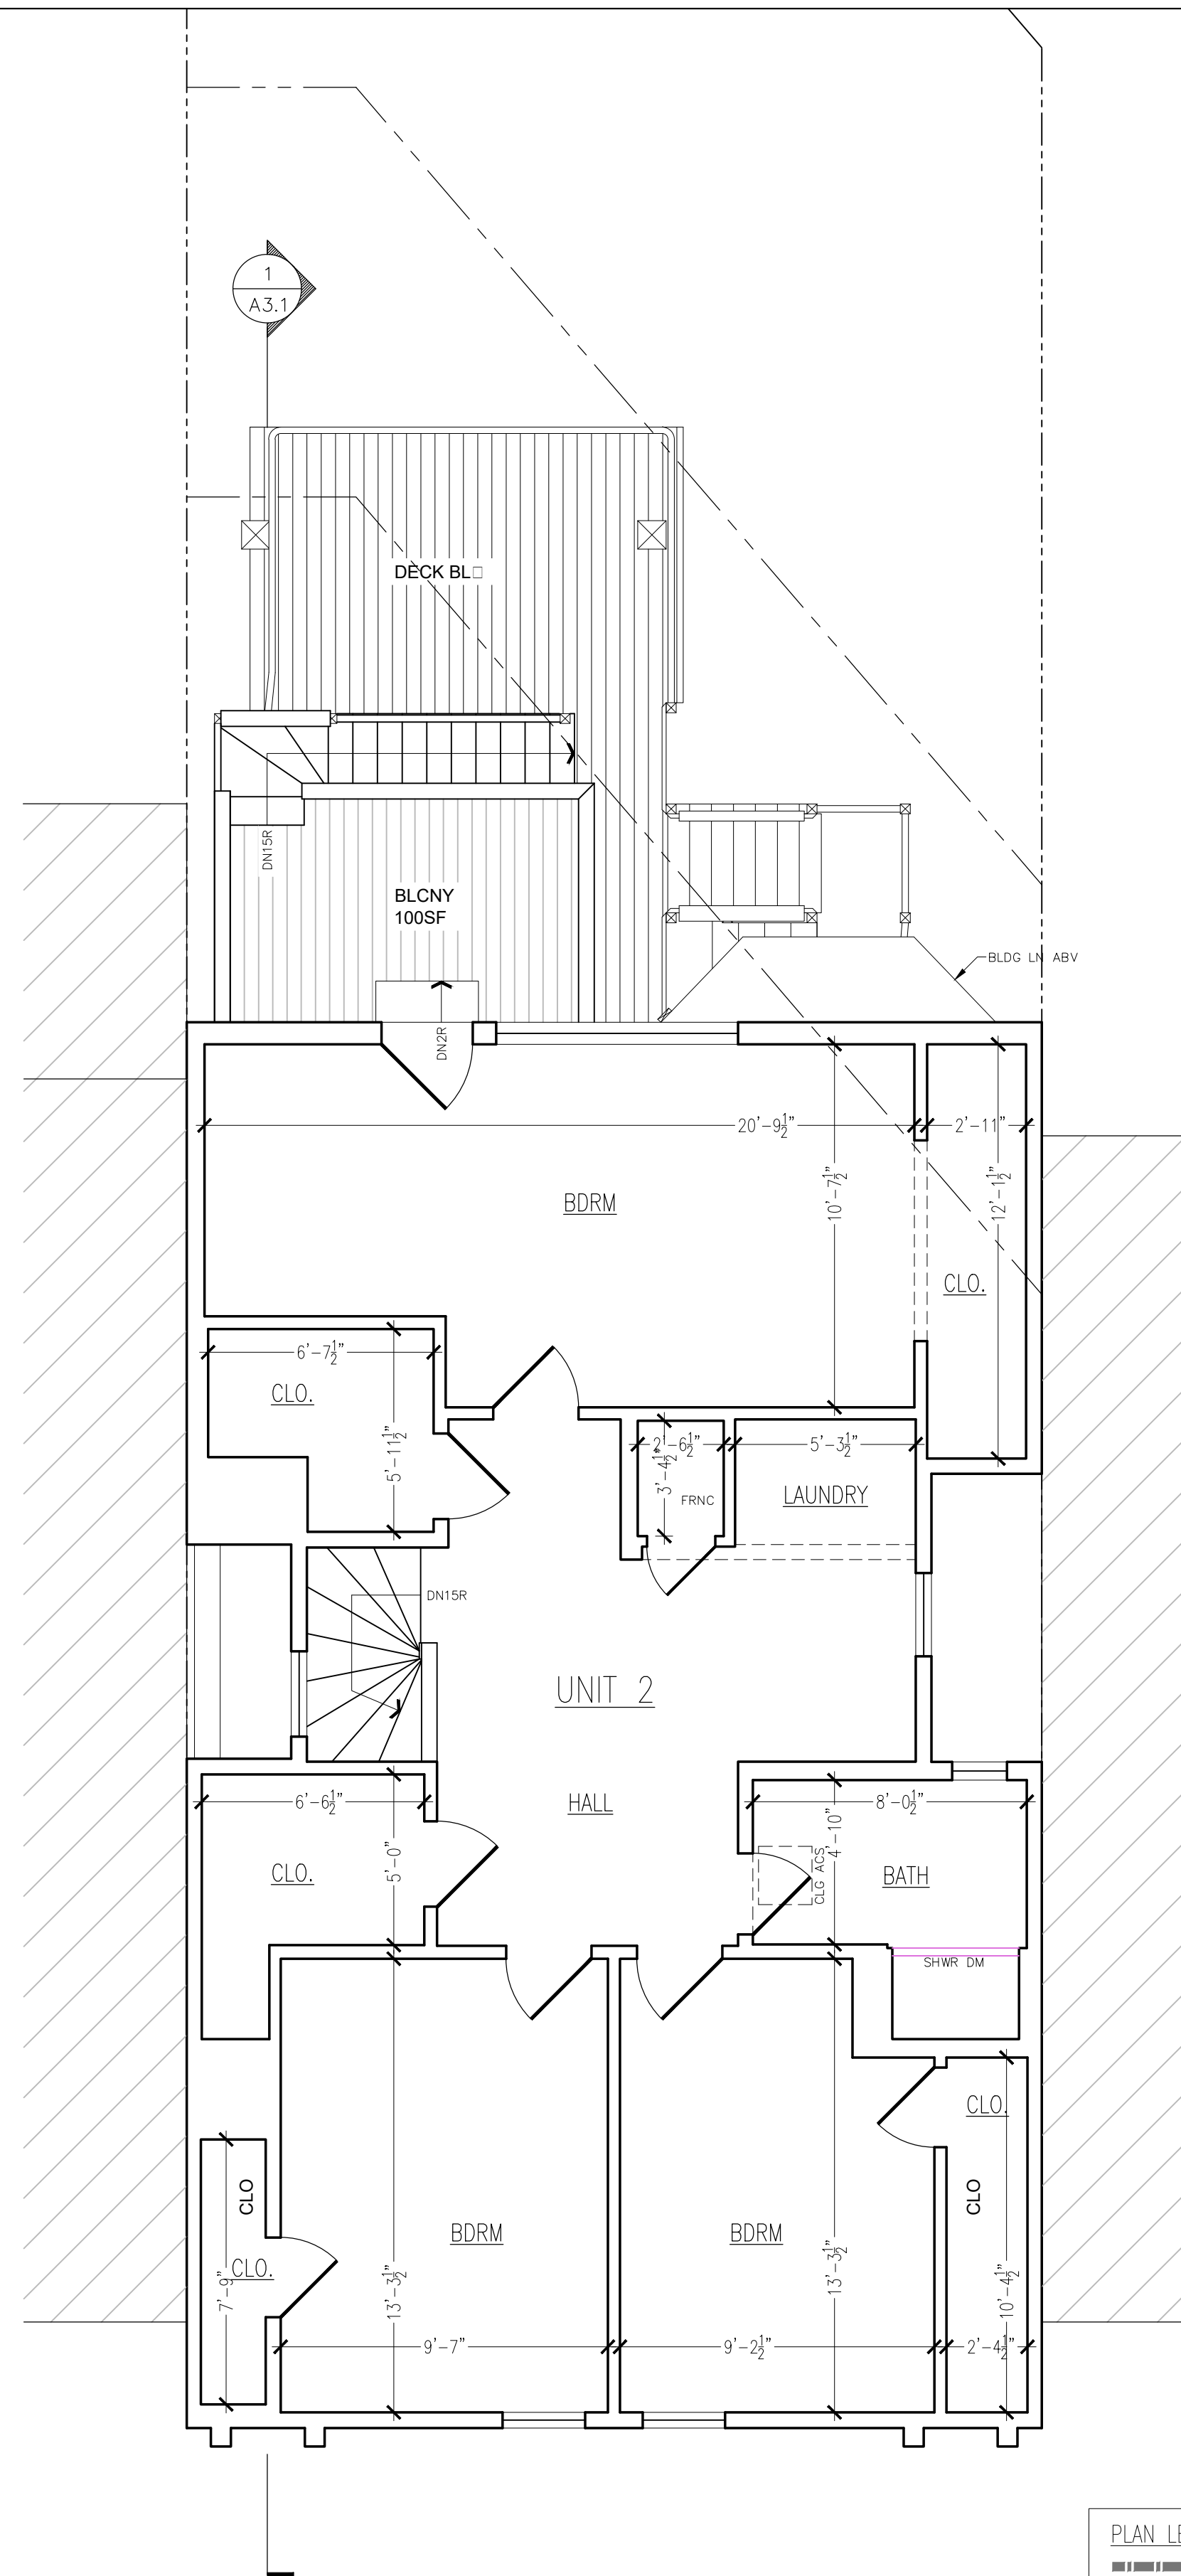 1
A3.1
DECK BL□
DN15R
BLCNY
100SF
BLDG LN ABV
DN2R
20'-9½"
2'-11"
10'-7½"
12'-1½"
BDRM
CLO.
6'-7½"
CLO.
5'-11½"
2'-6½"
3'-4½"
5'-3½"
FRNC
LAUNDRY
DN15R
UNIT 2
6'-6½"
HALL
8'-0½"
5'-0"
4'-10"
CLG ACS
CLO.
BATH
SHWR DM
CLO.
CLO
CLO
BDRM
BDRM
CLO.
7'-9"
13'-3½"
13'-3½"
10'-4½"
9'-7"
9'-2½"
2'-4½"
PLAN